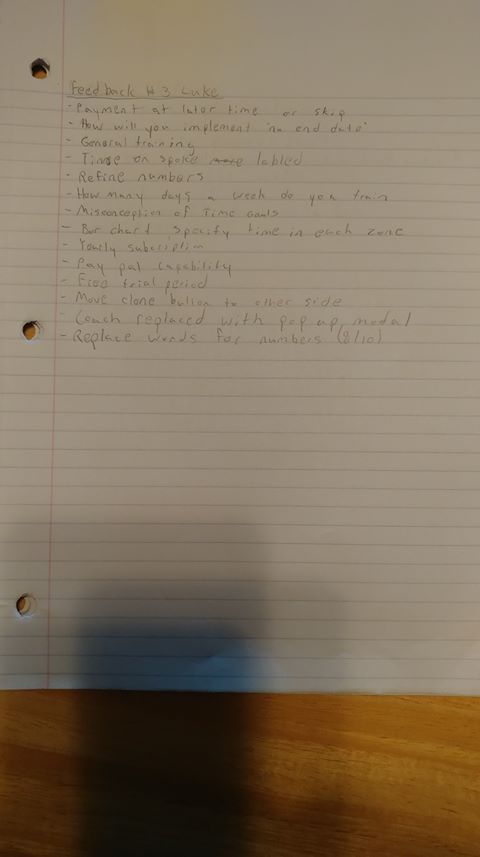 Feedback #3 Luke
- Payment at later time or skip
- How will you implement "no end date"
- General training
- Time on spoke labled
- Refine numbers
- How many days a week do you train
- Misconception of Time Goals
- Bar chart specify time in each zone
- Yearly subscription
- Pay pal capability
- Free trial period
- Move clone button to other side
- Coach replaced with pop up modal
- Replace words for numbers (8/10)